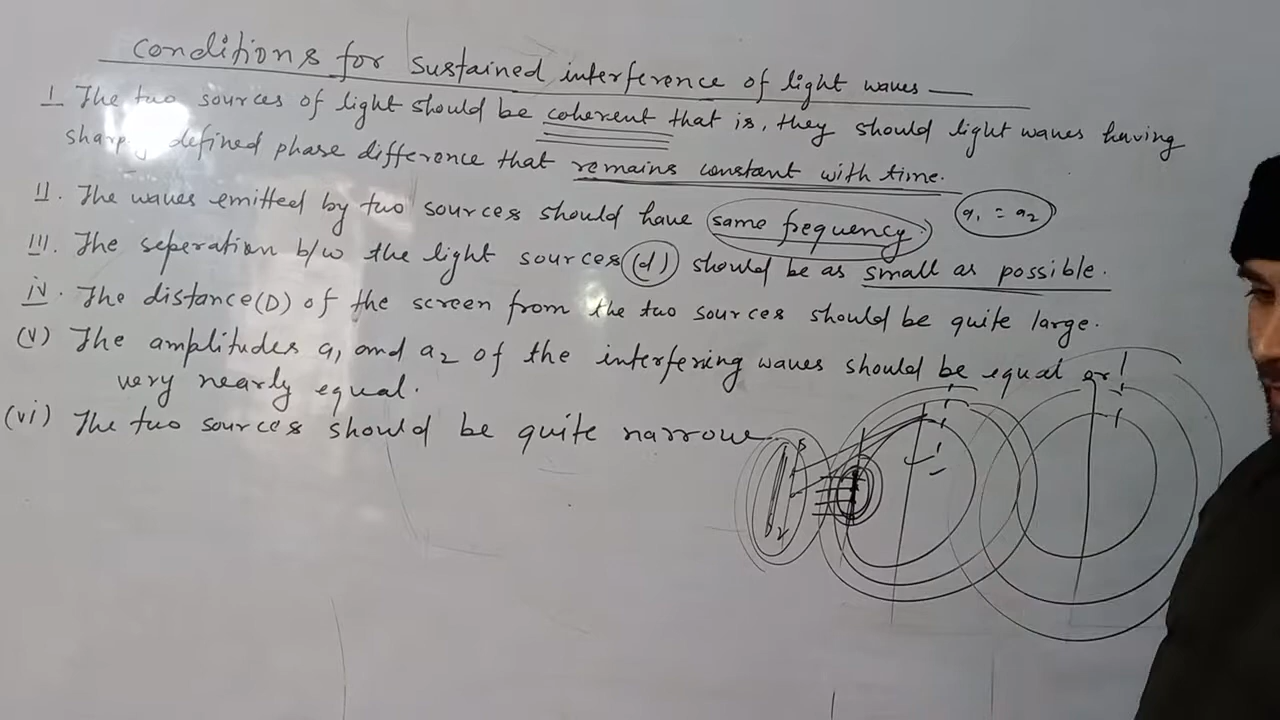 Conditions for sustained interference of light waves —
I The two sources of light should be coherent that is, they should light waves having
sharply defined phase difference that remains constant with time.
II. The waves emitted by two sources should have same frequency. a1 = a2
III. The seperation b/w the light sources (d) should be as small as possible.
iv. The distance (D) of the screen from the two sources should be quite large.
(v) The amplitudes a1 and a2 of the interfering waves should be equal or
very nearly equal.
(vi) The two sources should be quite narrow